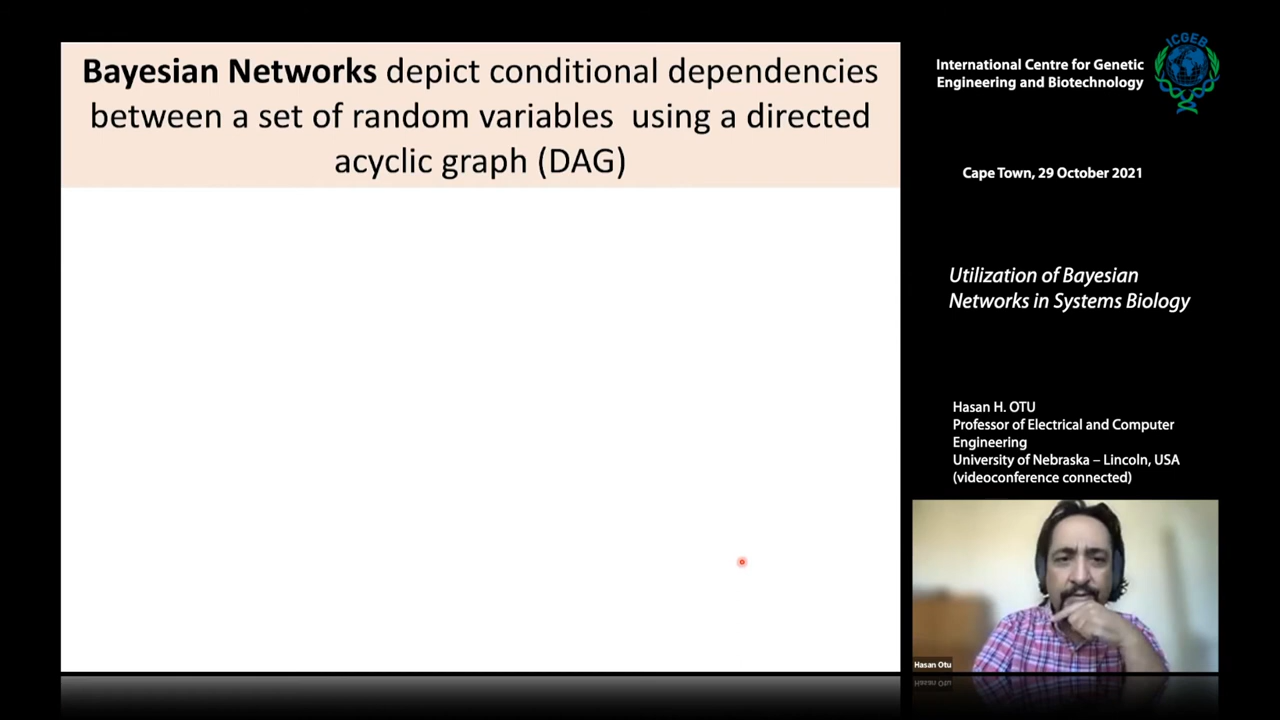 Bayesian Networks depict conditional dependencies
between a set of random variables using a directed
acyclic graph (DAG)
ICGEB
International Centre for Genetic
Engineering and Biotechnology
Cape Town, 29 October 2021
Utilization of Bayesian
Networks in Systems Biology
Hasan H. OTU
Professor of Electrical and Computer
Engineering
University of Nebraska – Lincoln, USA
(videoconference connected)
Hasan Otu